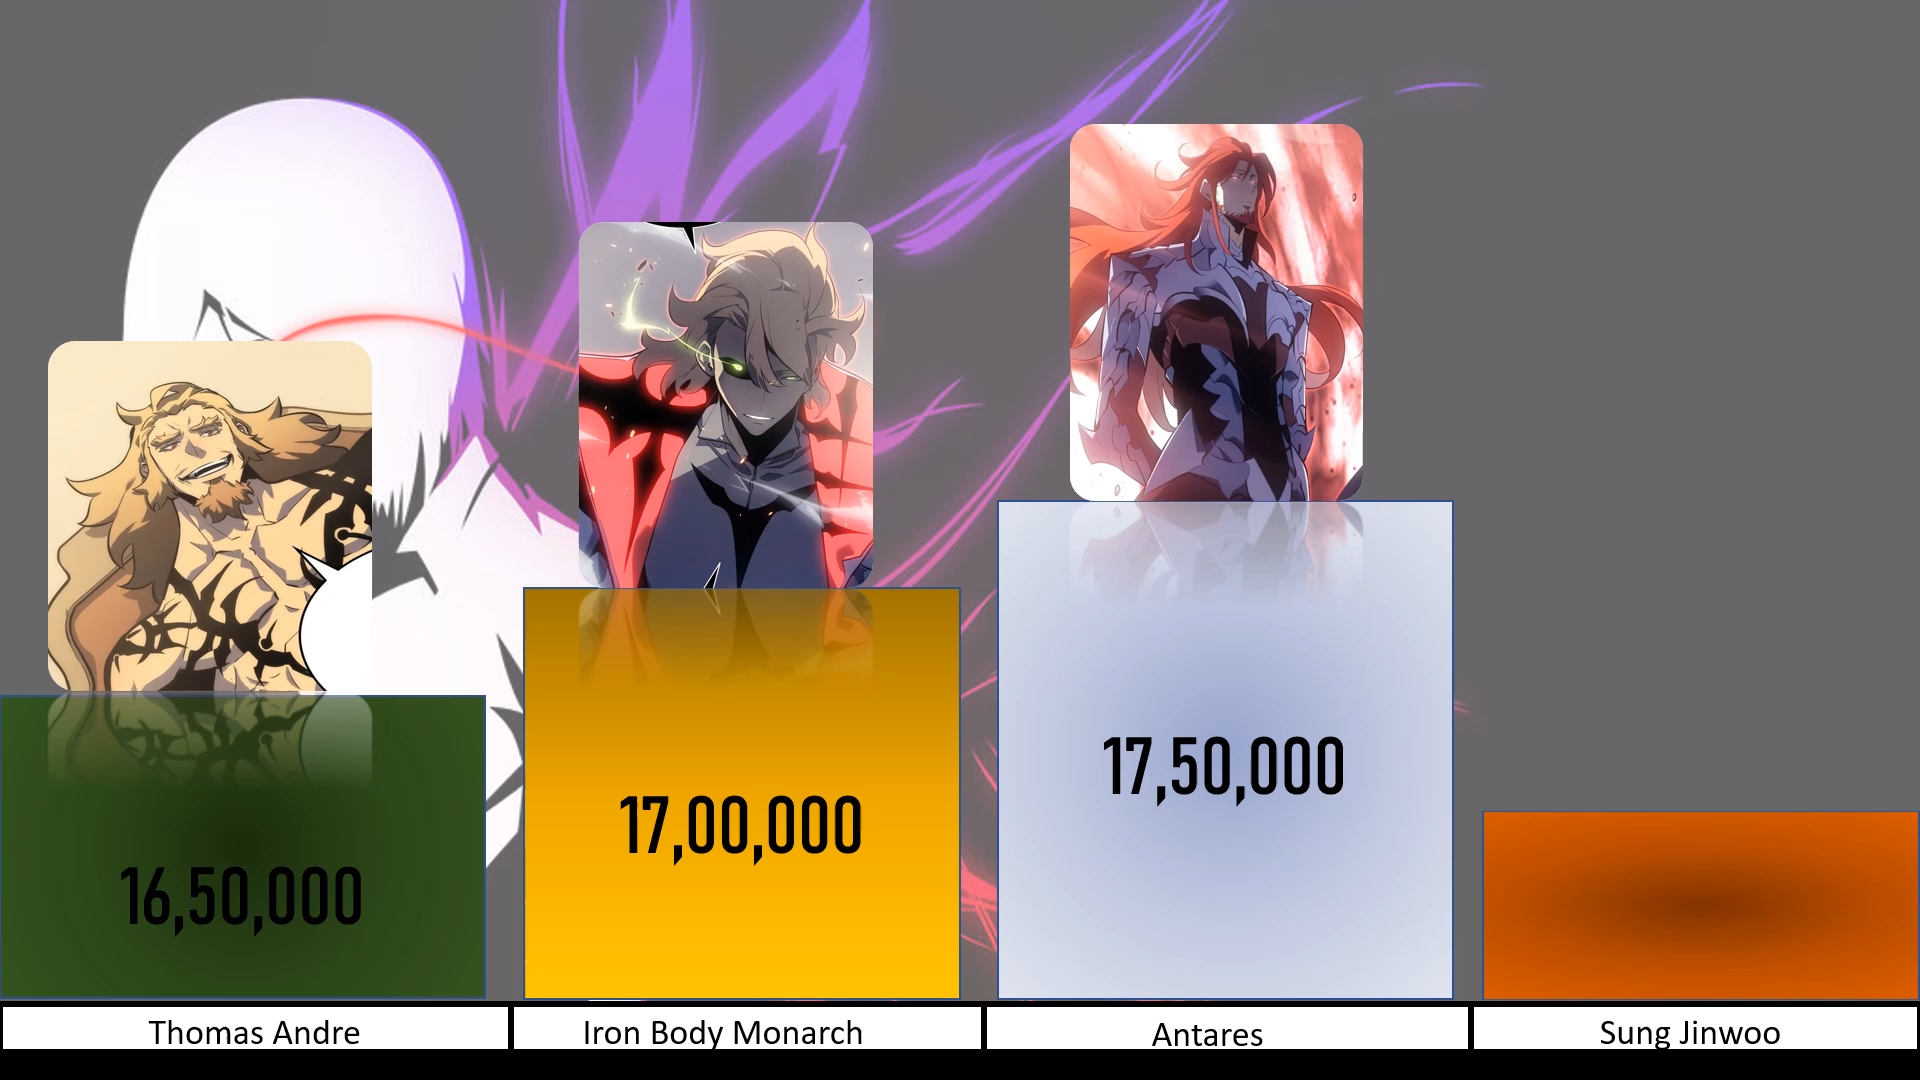 16,50,000
17,00,000
17,50,000
Thomas Andre
Iron Body Monarch
Antares
Sung Jinwoo